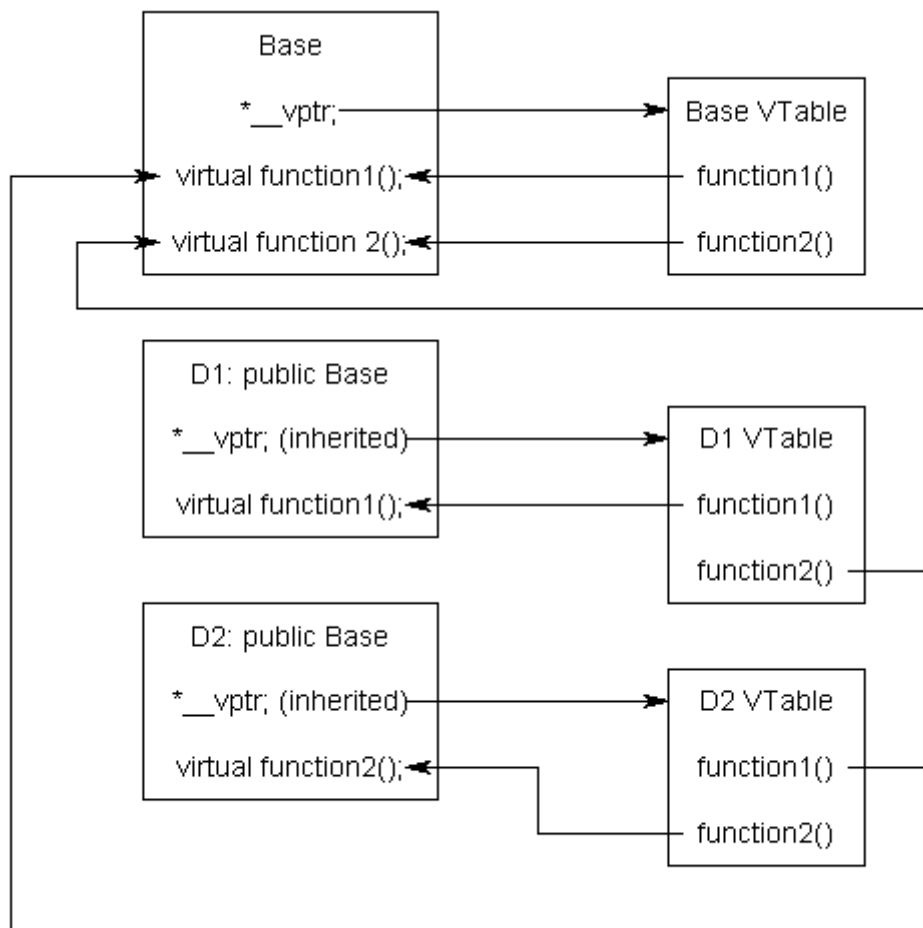 Base
*__vptr;
virtual function1();
virtual function 2();
Base VTable
function1()
function2()
D1: public Base
*__vptr; (inherited)
virtual function1();
D1 VTable
function1()
function2()
D2: public Base
*__vptr; (inherited)
virtual function2();
D2 VTable
function1()
function2()